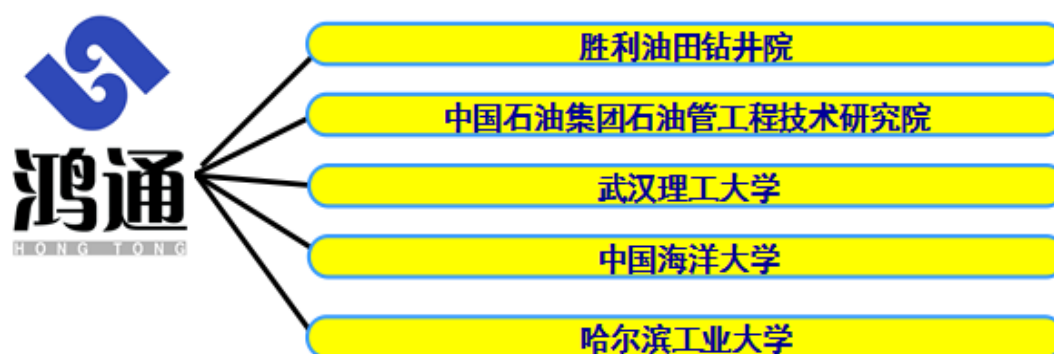 鸿通
HONG TONG
胜利油田钻井院
中国石油集团石油管工程技术研究院
武汉理工大学
中国海洋大学
哈尔滨工业大学